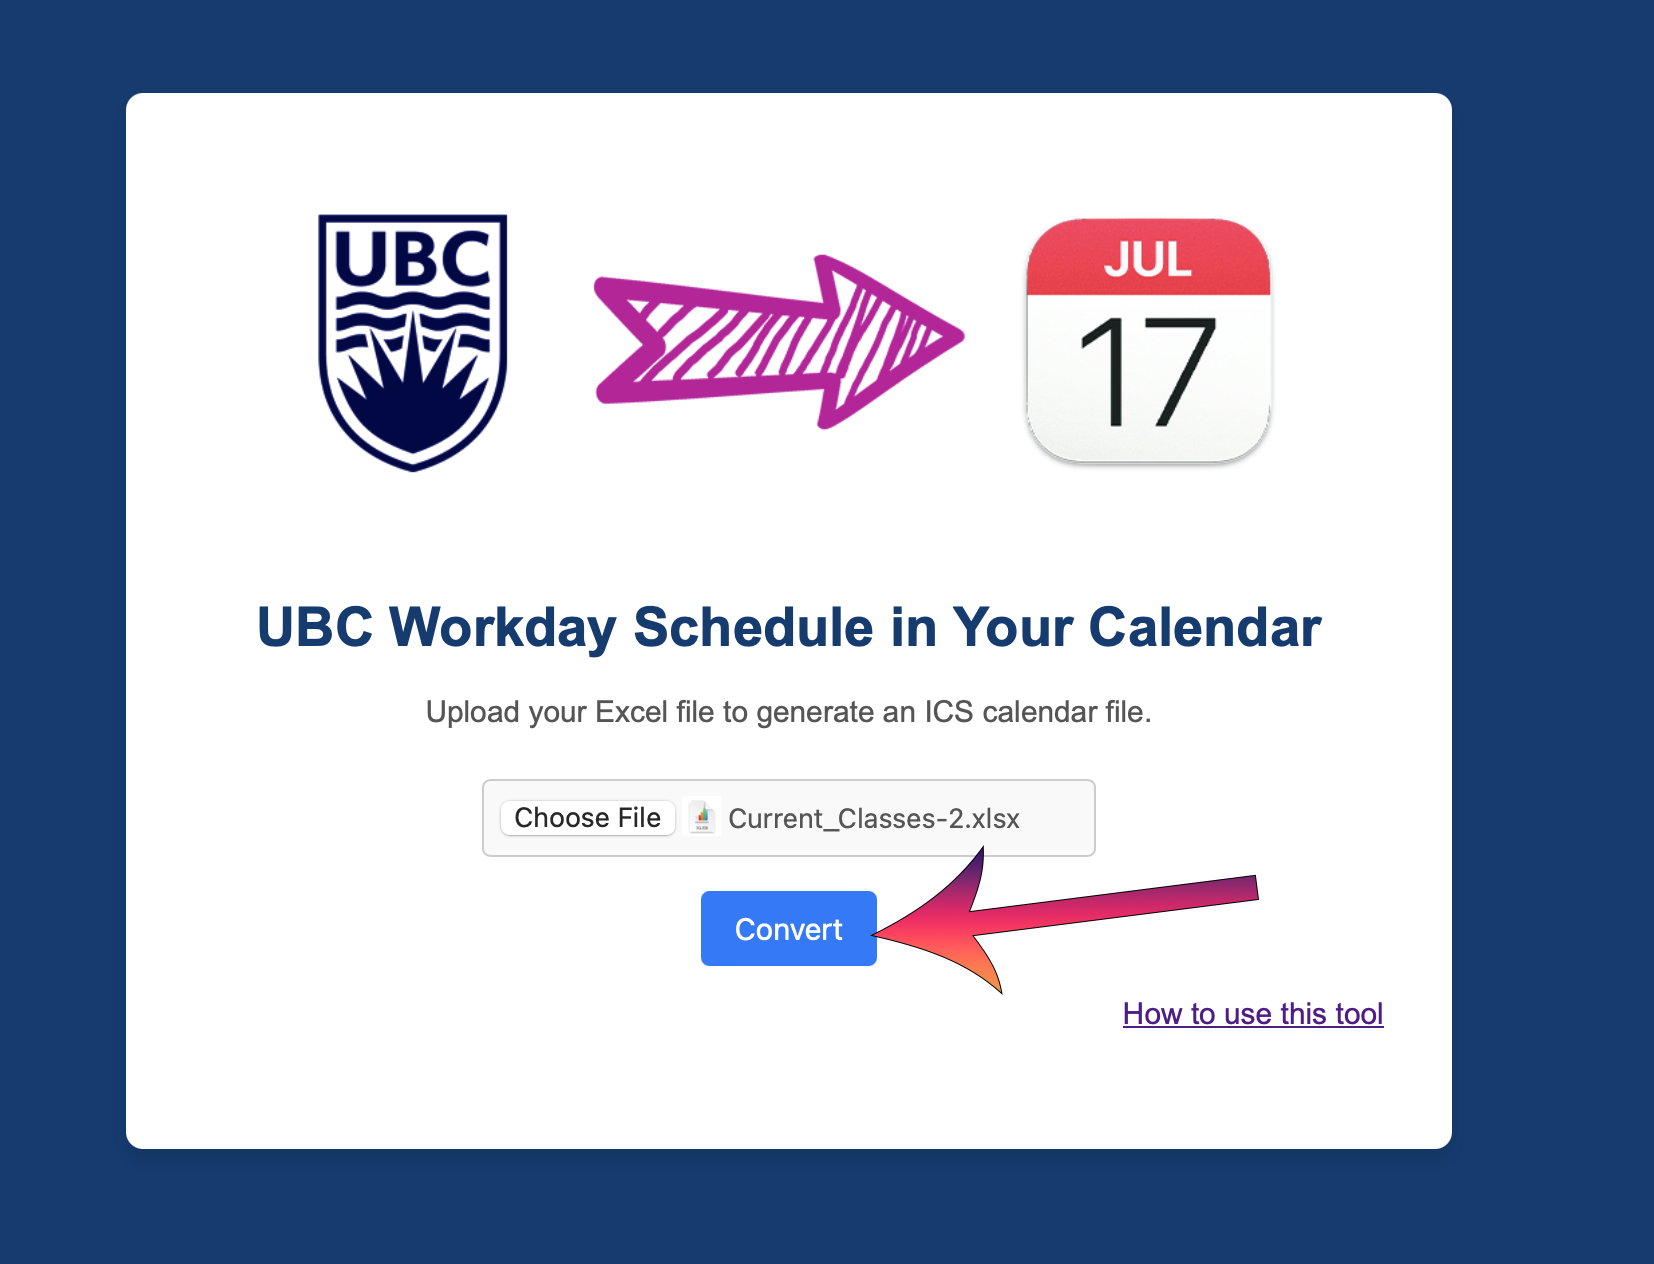 UBC
JUL
17
UBC Workday Schedule in Your Calendar
Upload your Excel file to generate an ICS calendar file.
Choose File Current_Classes-2.xlsx
Convert
How to use this tool